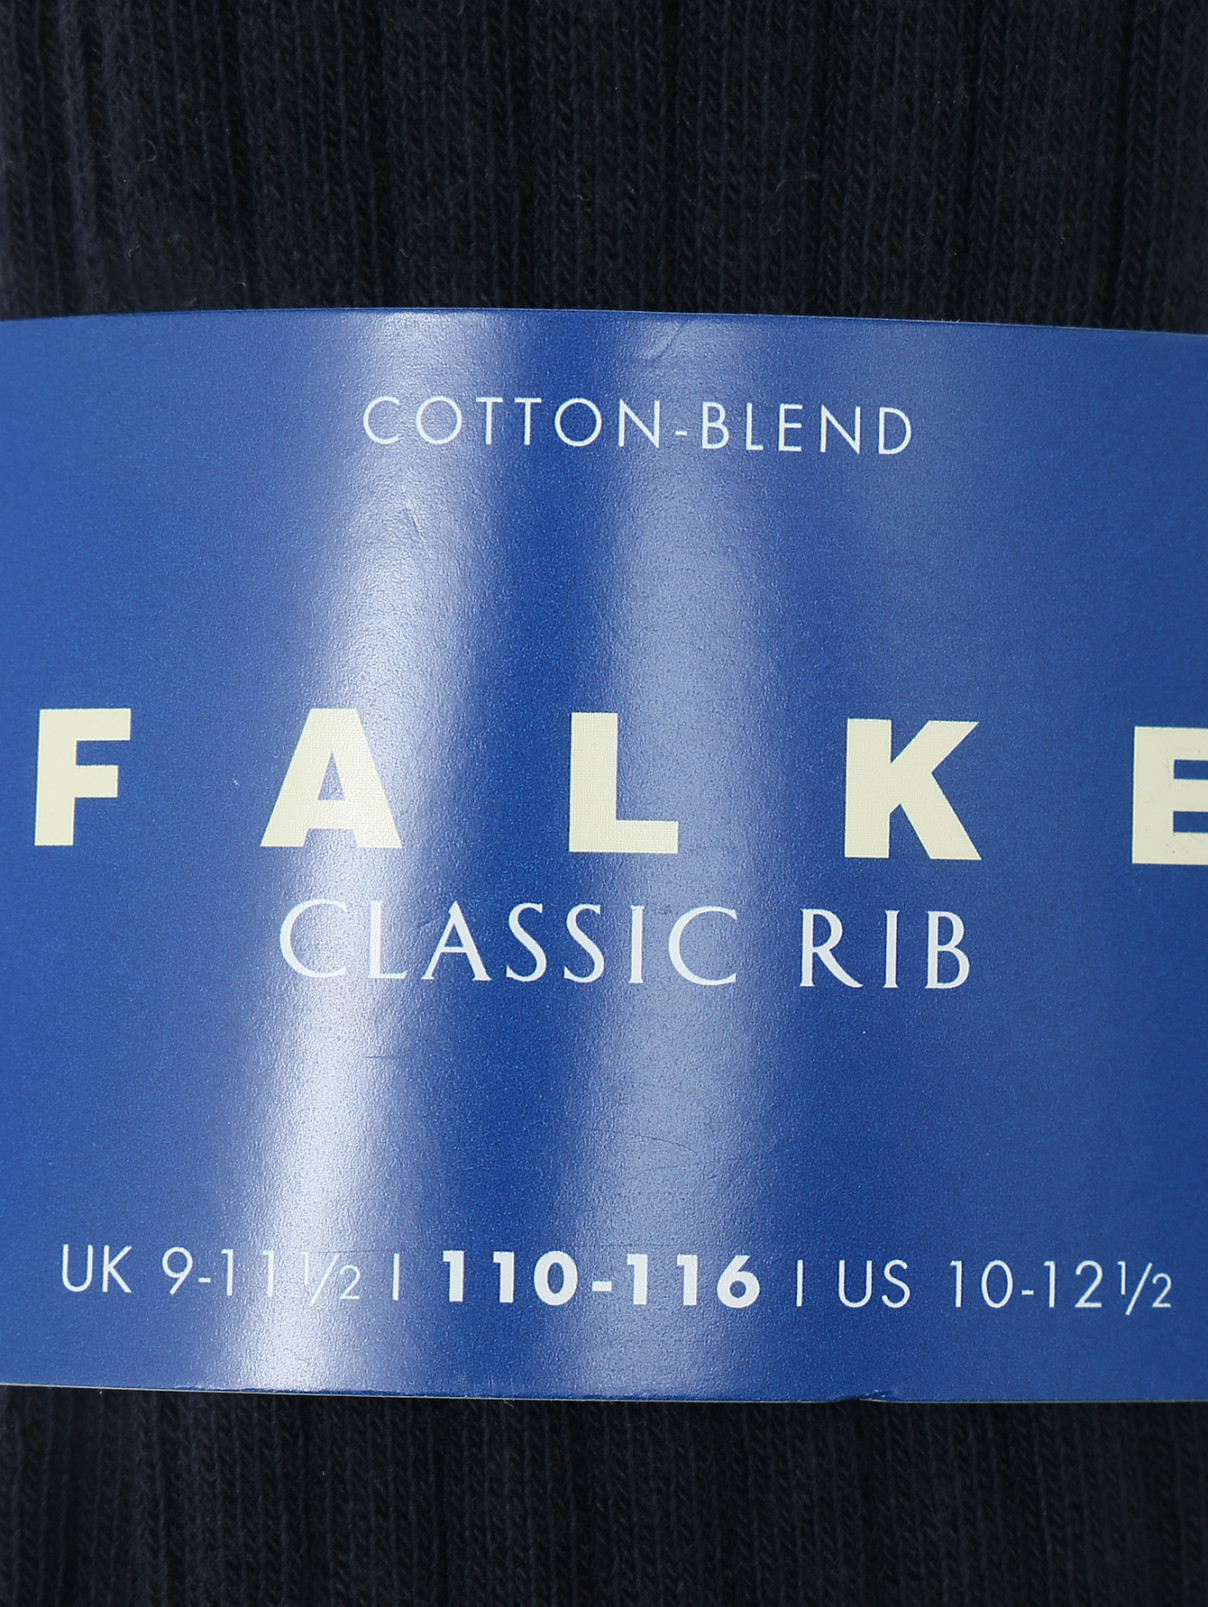 COTTON-BLEND
FALKE
CLASSIC RIB
UK 9-11½ | 110-116 | US 10-12½